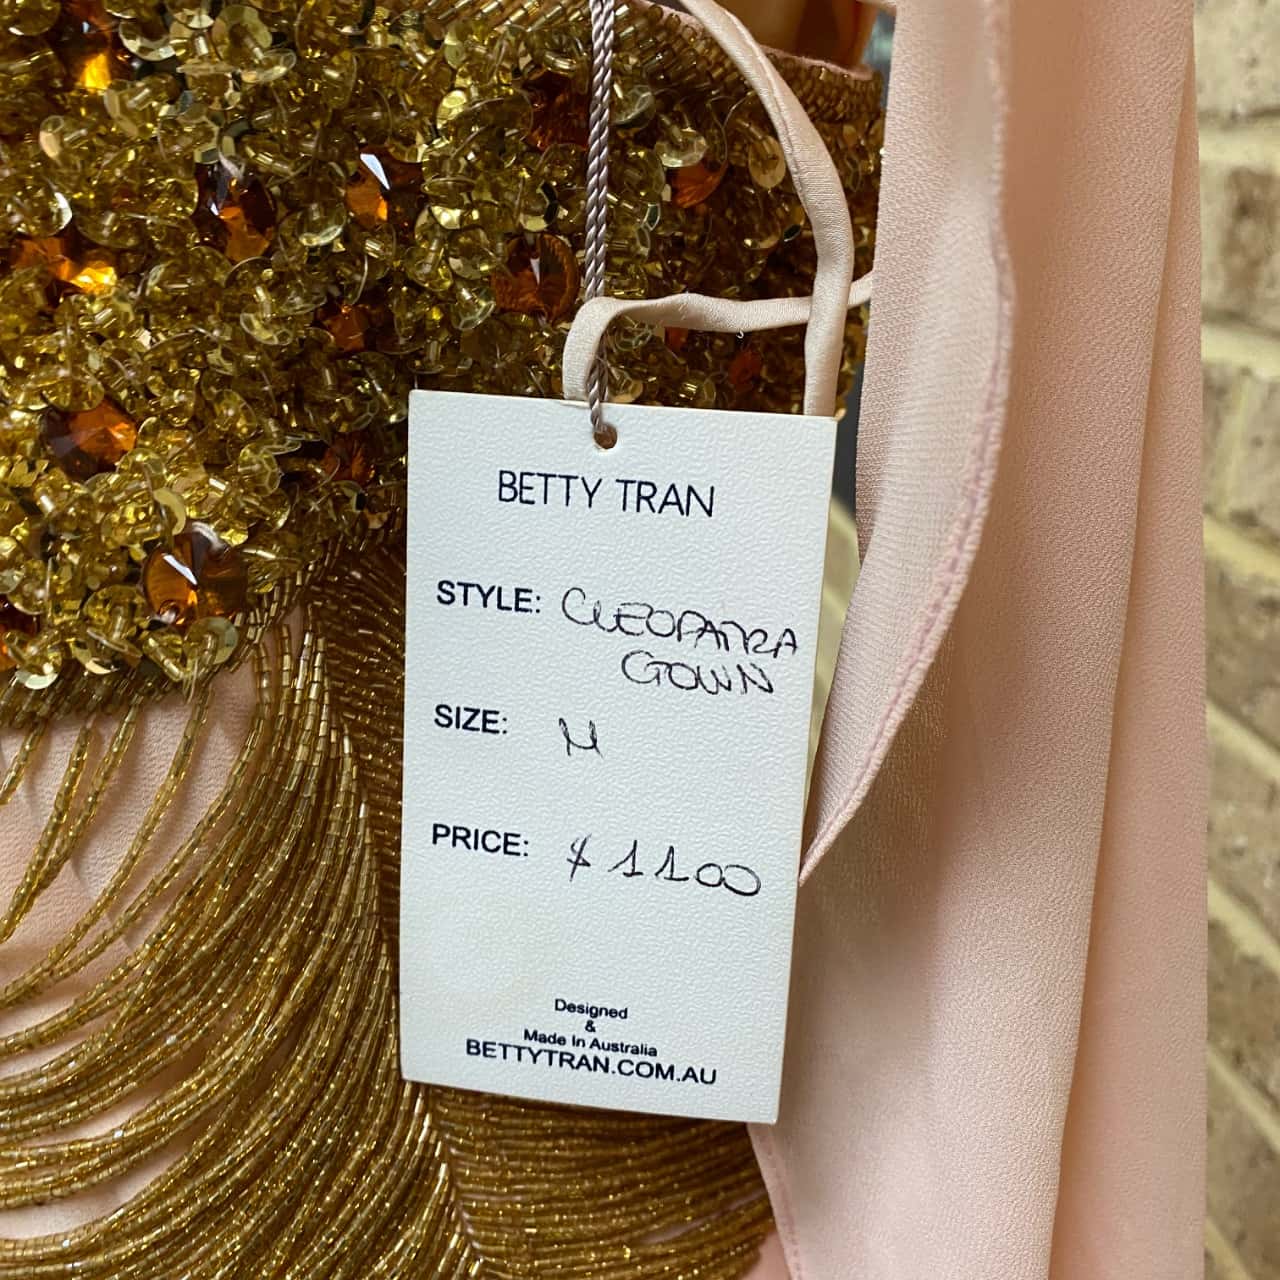 BETTY TRAN
STYLE: CLEOPATRA
GOWN
SIZE: M
PRICE: $1100
Designed
&
Made In Australia
BETTYTRAN.COM.AU